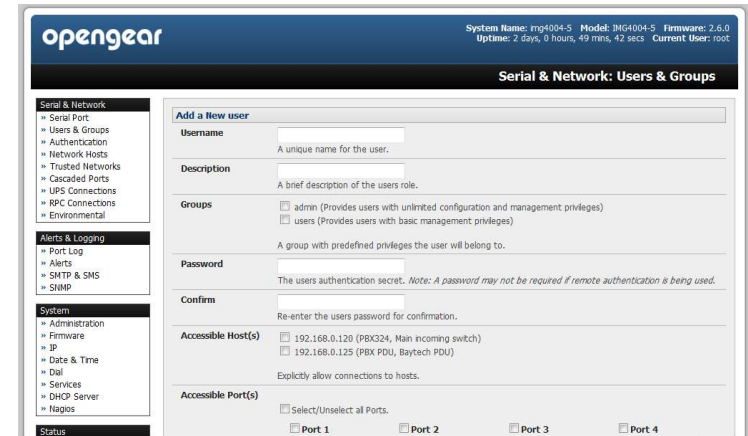 opengear
System Name: img4004-5 Model: IMG4004-5 Firmware: 2.6.0
Uptime: 2 days, 0 hours, 49 mins, 42 secs Current User: root
Serial & Network: Users & Groups
Serial & Network
» Serial Port
» Users & Groups
» Authentication
» Network Hosts
» Trusted Networks
» Cascaded Ports
» UPS Connections
» RPC Connections
» Environmental
Alerts & Logging
» Port Log
» Alerts
» SMTP & SMS
» SNMP
System
» Administration
» Firmware
» IP
» Date & Time
» Dial
» Services
» DHCP Server
» Nagios
Status
Add a New user
Username
A unique name for the user.
Description
A brief description of the users role.
Groups
admin (Provides users with unlimited configuration and management privileges)
users (Provides users with basic management privileges)
A group with predefined privileges the user will belong to.
Password
The users authentication secret. Note: A password may not be required if remote authentication is being used.
Confirm
Re-enter the users password for confirmation.
Accessible Host(s)
192.168.0.120 (PBX324, Main incoming switch)
192.168.0.125 (PBX PDU, Baytech PDU)
Explicitly allow connections to hosts.
Accessible Port(s)
Select/Unselect all Ports.
Port 1 Port 2 Port 3 Port 4